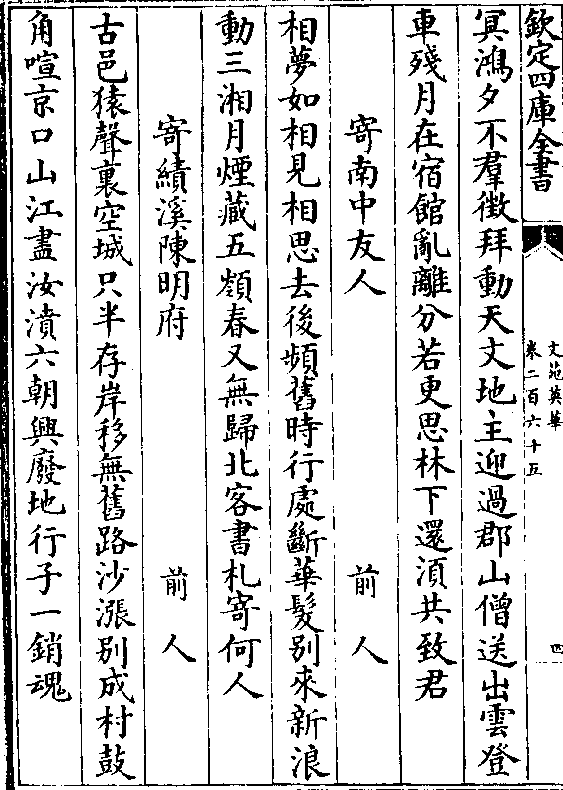 欽定四庫全書
文苑英華
卷二百六十五
四
冥鴻夕不羣徴拜動天文地主迎過郡山僧送出雲登
車殘月在宿館亂離分若更思林下還須共致君
寄南中友人 前人
相夢如相見相思去後頻舊時行處斷華髮别來新浪
動三湘月煙藏五嶺春又無歸北客書札寄何人
寄績溪陳明府 前人
古邑猿聲裏空城只半存岸移無舊路沙漲别成村鼓
角喧京口山江盡汝濆六朝興廢地行子一銷魂